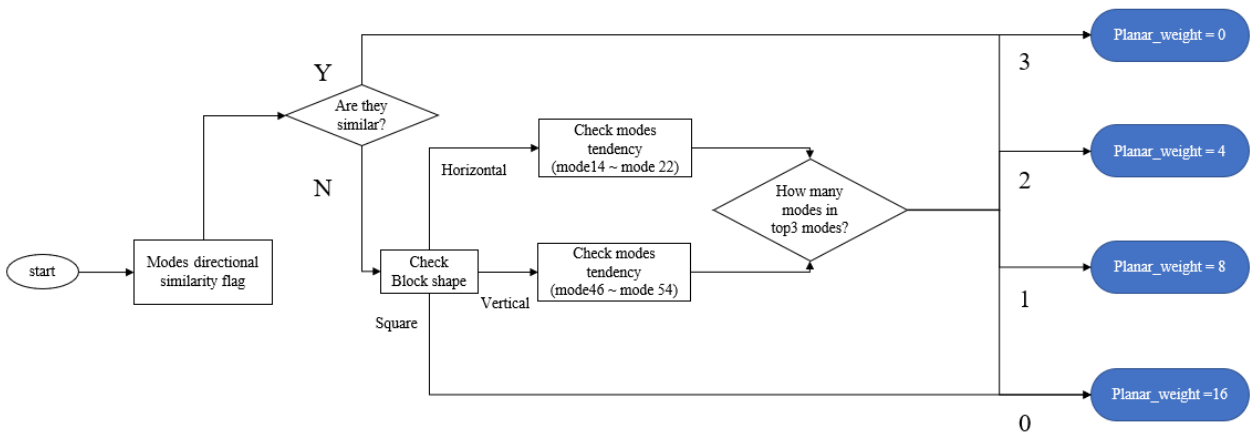 start
Modes directional
similarity flag
Y
Are they
similar?
N
Check
Block shape
Horizontal
Vertical
Square
Check modes
tendency
(mode14 ~ mode 22)
Check modes
tendency
(mode46 ~ mode 54)
How many
modes in
top3 modes?
3
Planar_weight = 0
2
Planar_weight = 4
1
Planar_weight = 8
0
Planar_weight =16